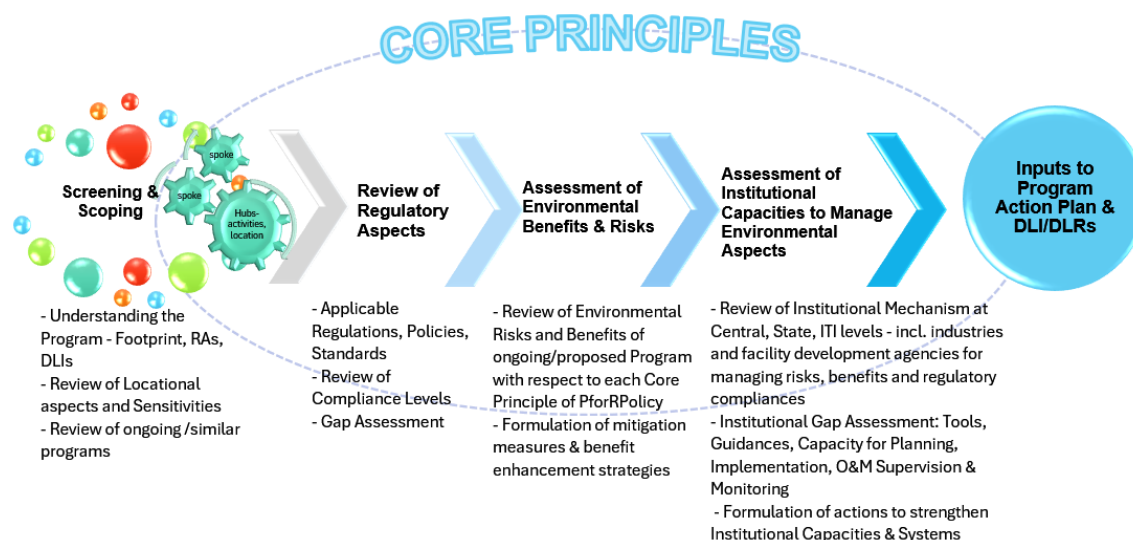 CORE PRINCIPLES
Screening &
Scoping
spoke
spoke
Hubs-
activities,
location
Review of
Regulatory
Aspects
Assessment of
Environmental
Benefits & Risks
Assessment of
Institutional
Capacities to Manage
Environmental
Aspects
Inputs to
Program
Action Plan &
DLI/DLRs
- Understanding the
Program - Footprint, RAs,
DLIs
- Review of Locational
aspects and Sensitivities
- Review of ongoing /similar
programs
- Applicable
Regulations, Policies,
Standards
- Review of
Compliance Levels
- Gap Assessment
- Review of Environmental
Risks and Benefits of
ongoing/proposed Program
with respect to each Core
Principle of PforRPolicy
- Formulation of mitigation
measures & benefit
enhancement strategies
- Review of Institutional Mechanism at
Central, State, ITI levels - incl. industries
and facility development agencies for
managing risks, benefits and regulatory
compliances
- Institutional Gap Assessment: Tools,
Guidances, Capacity for Planning,
Implementation, O&M Supervision &
Monitoring
- Formulation of actions to strengthen
Institutional Capacities & Systems